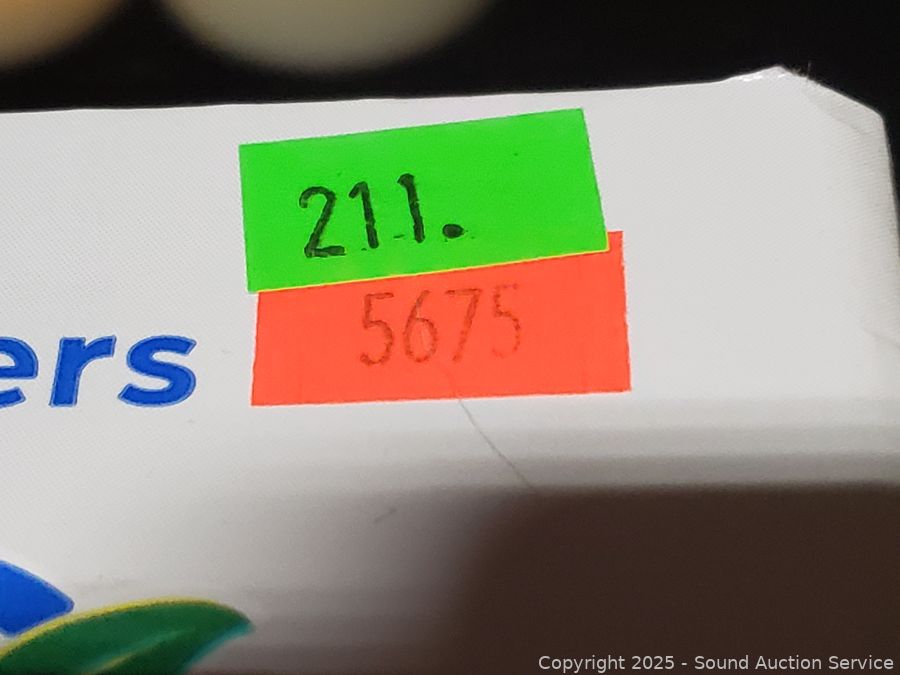 211.
5675
ers
Copyright 2025 - Sound Auction Service